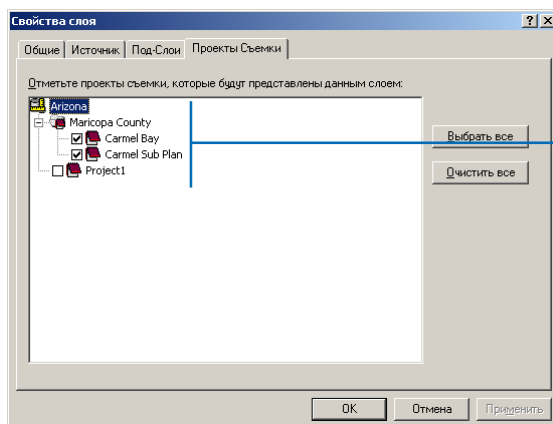 Свойства слоя
Общие Источник Под-Слои Проекты Съемки
Отметьте проекты съемки, которые будут представлены данным слоем:
Arizona
Maricopa County
Carmel Bay
Carmel Sub Plan
Project1
Выбрать все
Очистить все
OK Отмена Применить